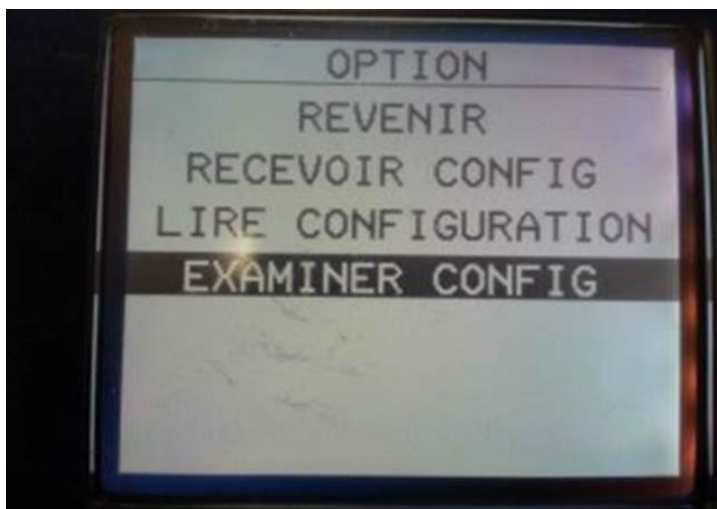 OPTION
REVENIR
RECEVOIR CONFIG
LIRE CONFIGURATION
EXAMINER CONFIG